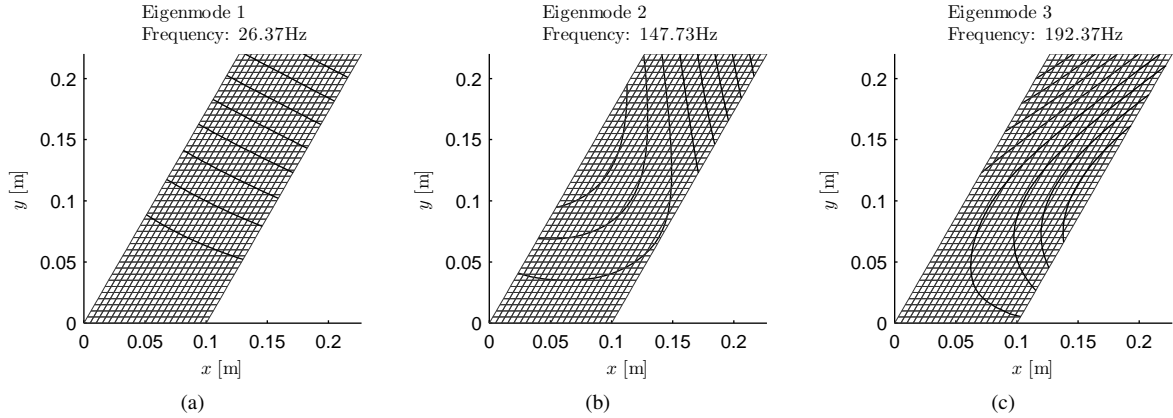 Eigenmode 1
Frequency: 26.37Hz
0.2
0.15
0.1
0.05
0
y [m]
0 0.05 0.1 0.15 0.2
x [m]
(a)
Eigenmode 2
Frequency: 147.73Hz
0.2
0.15
0.1
0.05
0
y [m]
0 0.05 0.1 0.15 0.2
x [m]
(b)
Eigenmode 3
Frequency: 192.37Hz
0.2
0.15
0.1
0.05
0
y [m]
0 0.05 0.1 0.15 0.2
x [m]
(c)